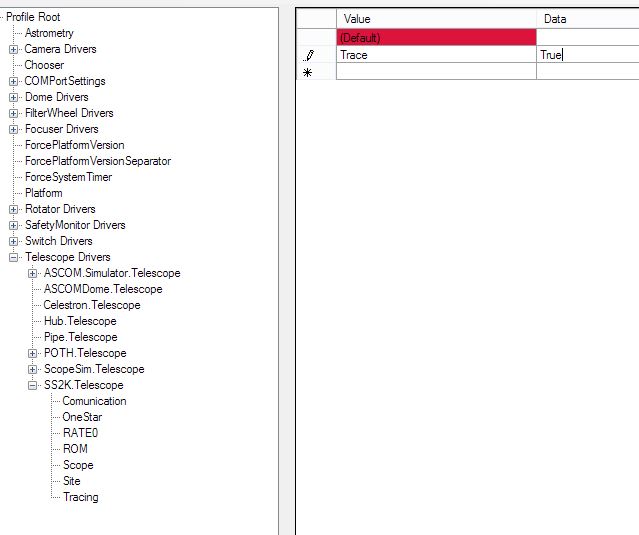 Profile Root
Astrometry
Camera Drivers
Chooser
COMPortSettings
Dome Drivers
FilterWheel Drivers
Focuser Drivers
ForcePlatformVersion
ForcePlatformVersionSeparator
ForceSystemTimer
Platform
Rotator Drivers
SafetyMonitor Drivers
Switch Drivers
Telescope Drivers
ASCOM.Simulator.Telescope
ASCOMDome.Telescope
Celestron.Telescope
Hub.Telescope
Pipe.Telescope
POTH.Telescope
ScopeSim.Telescope
SS2K.Telescope
Comunication
OneStar
RATE0
ROM
Scope
Site
Tracing
Value Data
(Default)
Trace True